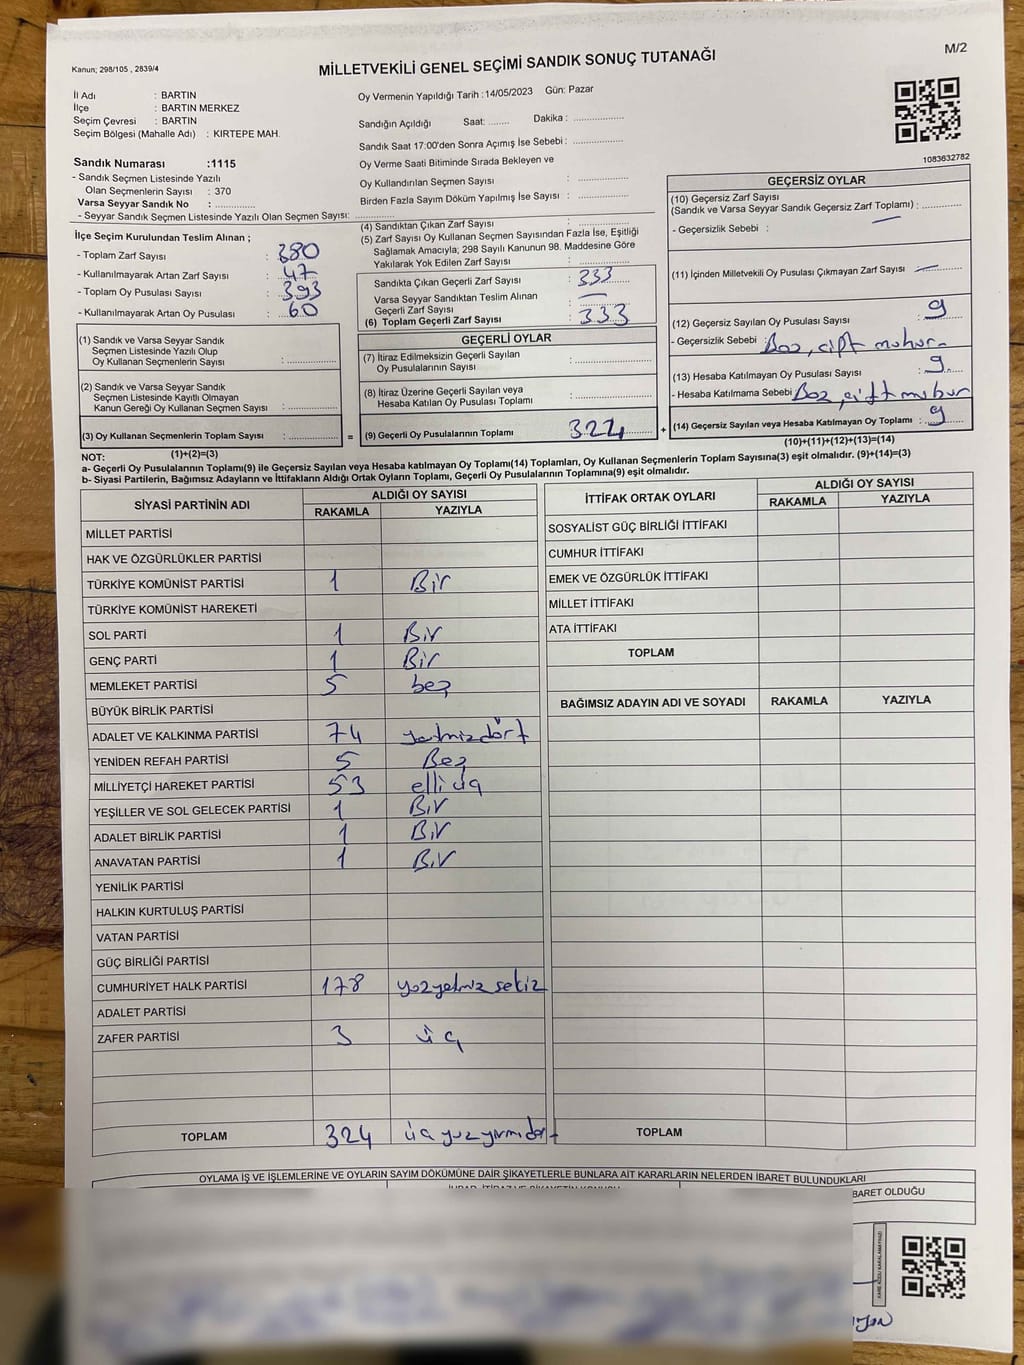 Kanun; 298/105 , 2839/4
M/2
MİLLETVEKİLİ GENEL SEÇİMİ SANDIK SONUÇ TUTANAĞI
İl Adı : BARTIN
İlçe : BARTIN MERKEZ
Seçim Çevresi : BARTIN
Seçim Bölgesi (Mahalle Adı) : KIRTEPE MAH.
Oy Vermenin Yapıldığı Tarih :14/05/2023 Gün: Pazar
Sandığın Açıldığı Saat: ........ Dakika : ................
Sandık Saat 17:00'den Sonra Açımış İse Sebebi : ................
Oy Verme Saati Bitiminde Sırada Bekleyen ve
Oy Kullandırılan Seçmen Sayısı : ................
Birden Fazla Sayım Döküm Yapılmış İse Sayısı : ................
1083632782
Sandık Numarası :1115
- Sandık Seçmen Listesinde Yazılı
Olan Seçmenlerin Sayısı : 370
Varsa Seyyar Sandık No : ................
- Seyyar Sandık Seçmen Listesinde Yazılı Olan Seçmen Sayısı: ................
İlçe Seçim Kurulundan Teslim Alınan ;
- Toplam Zarf Sayısı : 380
- Kullanılmayarak Artan Zarf Sayısı : 47
- Toplam Oy Pusulası Sayısı : 393
- Kullanılmayarak Artan Oy Pusulası : 60
(4) Sandıktan Çıkan Zarf Sayısı : ................
(5) Zarf Sayısı Oy Kullanan Seçmen Sayısından Fazla İse, Eşitliği
Sağlamak Amacıyla; 298 Sayılı Kanunun 98. Maddesine Göre
Yakılarak Yok Edilen Zarf Sayısı : ................
Sandıkta Çıkan Geçerli Zarf Sayısı : 333
Varsa Seyyar Sandıktan Teslim Alınan
Geçerli Zarf Sayısı : —
(6) Toplam Geçerli Zarf Sayısı : 333
GEÇERSİZ OYLAR
(10) Geçersiz Zarf Sayısı
(Sandık ve Varsa Seyyar Sandık Geçersiz Zarf Toplamı) : ................
- Geçersizlik Sebebi : —
(11) İçinden Milletvekili Oy Pusulası Çıkmayan Zarf Sayısı —
(12) Geçersiz Sayılan Oy Pusulası Sayısı : 9
- Geçersizlik Sebebi : Boz, çift muhur
(13) Hesaba Katılmayan Oy Pusulası Sayısı : 9
- Hesaba Katılmama Sebebi Boz, çift muhur
(14) Geçersiz Sayılan veya Hesaba Katılmayan Oy Toplamı : 9
(10)+(11)+(12)+(13)=(14)
(1) Sandık ve Varsa Seyyar Sandık
Seçmen Listesinde Yazılı Olup
Oy Kullanan Seçmenlerin Sayısı : ................
(2) Sandık ve Varsa Seyyar Sandık
Seçmen Listesinde Kayıtlı Olmayan
Kanun Gereği Oy Kullanan Seçmen Sayısı : ................
(3) Oy Kullanan Seçmenlerin Toplam Sayısı : ................ =
(1)+(2)=(3)
GEÇERLİ OYLAR
(7) İtiraz Edilmeksizin Geçerli Sayılan
Oy Pusulalarının Sayısı : ................
(8) İtiraz Üzerine Geçerli Sayılan veya
Hesaba Katılan Oy Pusulası Toplamı : ................
(9) Geçerli Oy Pusulalarının Toplamı 324 +
NOT:
a- Geçerli Oy Pusulalarının Toplamı(9) ile Geçersiz Sayılan veya Hesaba katılmayan Oy Toplamı(14) Toplamları, Oy Kullanan Seçmenlerin Toplam Sayısına(3) eşit olmalıdır. (9)+(14)=(3)
b- Siyasi Partilerin, Bağımsız Adayların ve İttifakların Aldığı Ortak Oyların Toplamı, Geçerli Oy Pusulalarının Toplamına(9) eşit olmalıdır.
SİYASİ PARTİNİN ADI ALDIĞI OY SAYISI
RAKAMLA YAZIYLA
MİLLET PARTİSİ
HAK VE ÖZGÜRLÜKLER PARTİSİ
TÜRKİYE KOMÜNİST PARTİSİ 1 Bir
TÜRKİYE KOMÜNİST HAREKETİ
SOL PARTİ 1 Bir
GENÇ PARTİ 1 Bir
MEMLEKET PARTİSİ 5 beş
BÜYÜK BİRLİK PARTİSİ
ADALET VE KALKINMA PARTİSİ 74 yetmiz dört
YENİDEN REFAH PARTİSİ 5 Beş
MİLLİYETÇİ HAREKET PARTİSİ 53 elli üç
YEŞİLLER VE SOL GELECEK PARTİSİ 1 Bir
ADALET BİRLİK PARTİSİ 1 Bir
ANAVATAN PARTİSİ 1 Bir
YENİLİK PARTİSİ
HALKIN KURTULUŞ PARTİSİ
VATAN PARTİSİ
GÜÇ BİRLİĞİ PARTİSİ
CUMHURİYET HALK PARTİSİ 178 yozyetmiz sekiz
ADALET PARTİSİ
ZAFER PARTİSİ 3 üç
TOPLAM 324 üç yuz yirmi dört
İTTİFAK ORTAK OYLARI ALDIĞI OY SAYISI
RAKAMLA YAZIYLA
SOSYALİST GÜÇ BİRLİĞİ İTTİFAKI
CUMHUR İTTİFAKI
EMEK VE ÖZGÜRLÜK İTTİFAKI
MİLLET İTTİFAKI
ATA İTTİFAKI
TOPLAM
BAĞIMSIZ ADAYIN ADI VE SOYADI RAKAMLA YAZIYLA
TOPLAM
OYLAMA İŞ VE İŞLEMLERİNE VE OYLARIN SAYIM DÖKÜMÜNE DAİR ŞİKAYETLERLE BUNLARA AİT KARARLARIN NELERDEN İBARET BULUNDUKLARI
BARET OLDUĞU